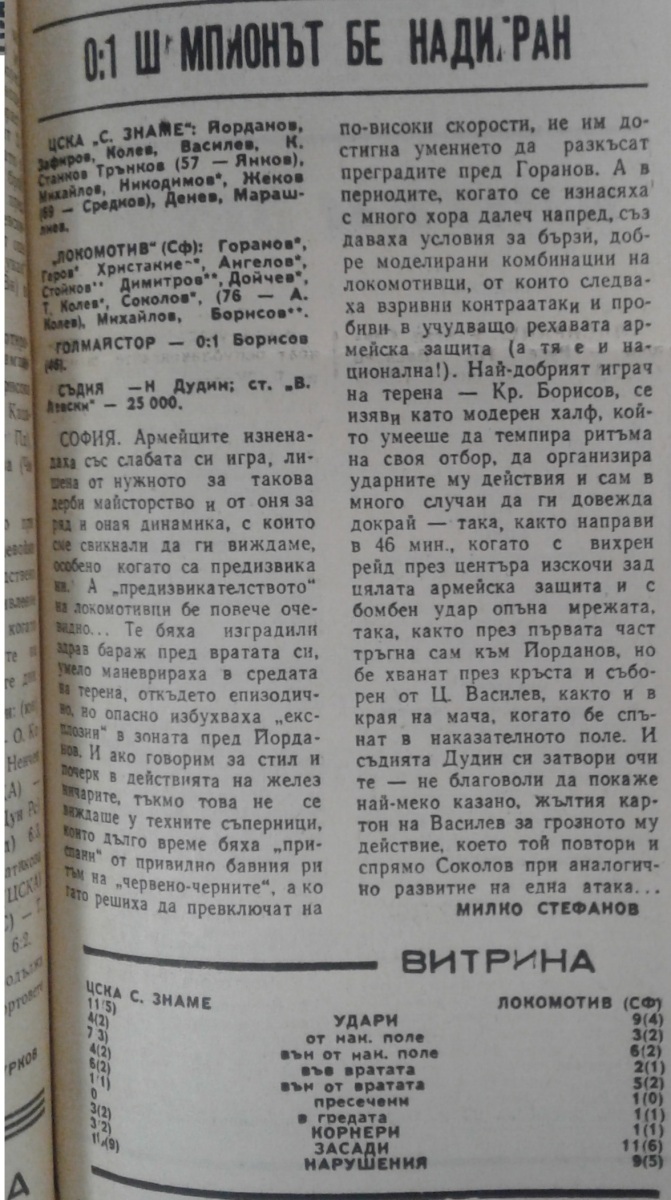 0:1 ШАМПИОНЪТ БЕ НАДИГРАН
ЦСКА „С. ЗНАМЕ“: Йорданов,
Зафиров, Колев, Василев, К.
Станков Трънков (57 — Янков),
Михайлов, Никодимов*, Жеков
(69 — Средков), Денев, Мараш-
лиев.
„ЛОКОМОТИВ“ (Сф): Горанов*,
Геров* Христакиев*, Ангелов*,
Стойков** Димитров**, Дойчев*,
Т. Колев*, Соколов*, (76 — А.
Колев), Михайлов, Борисов**.
ГОЛМАЙСТОР — 0:1 Борисов
(46).
СЪДИЯ — Н Дудин; ст. „В.
Левски“ — 25 000.
СОФИЯ. Армейците изнена-
даха със слабата си игра, ли-
шена от нужното за такова
дерби майсторство и от оня за
ряд и оная динамика, с които
сме свикнали да ги виждаме,
особено когато са предизвика
ни. А „предизвикателството“
на локомотивци бе повече оче-
видно... Те бяха изградили
здрав бараж пред вратата си,
умело маневрираха в средата
на терена, откъдето епизодич-
но, но опасно избухваха „екс-
плозии“ в зоната пред Йорда-
нов. И ако говорим за стил и
почерк в действията на желез
ничарите, тъкмо това не се
виждаше у техните съперници,
които дълго време бяха „при-
спани“ от привилно бавния ри
тъм на „червено-черните“, а ко
гато решиха да превключат на
по-високи скорости, не им до-
стигна умението да разкъсат
преградите пред Горанов. А в
периодите, когато се изнасяха
с много хора далеч напред, съз
даваха условия за бързи, доб-
ре моделирани комбинации на
локомотивци, от които следва-
ха взривни контраатаки и про-
биви в учудващо рехавата ар-
мейска защита (а тя е и на-
ционална!). Най-добрият играч
на терена — Кр. Борисов, се
изяви като модерен халф, кой-
то умееше да темпира ритъма
на своя отбор, да организира
ударните му действия и сам в
много случаи да ги довежда
докрай — така, както направи
в 46 мин., когато с вихрен
рейд през центъра изскочи зад
цялата армейска защита и с
бомбен удар опъна мрежата,
така, както през първата част
тръгна сам към Йорданов, но
бе хванат през кръста и събо-
рен от Ц. Василев, както и в
края на мача, когато бе спъ-
нат в наказателното поле. И
съдията Дудин си затвори очи
те — не благоволи да покаже
най-меко казано, жълтия кар-
тон на Василев за грозното му
действие, което той повтори и
спрямо Соколов при аналогич-
но развитие на една атака...
МИЛКО СТЕФАНОВ
ВИТРИНА
ЦСКА С. ЗНАМЕ ЛОКОМОТИВ (СФ)
11(5) УДАРИ 9(4)
4(2) от нак. поле 3(2)
7 3) вън от нак. поле 6(2)
4(2) във вратата 2(1)
6(2) вън от вратата 5(2)
1(1) пресечени 1(0)
0 в гредата 1(1)
3(2) КОРНЕРИ 1(1)
3(2) ЗАСАДИ 11(6)
(9) НАРУШЕНИЯ 9(5)